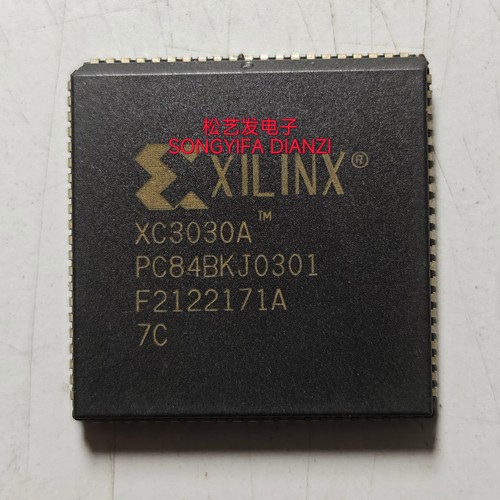 松艺发电子
SONGYIFA DIANZI
XILINX®
XC3030A™
PC84BKJ0301
F2122171A
7C